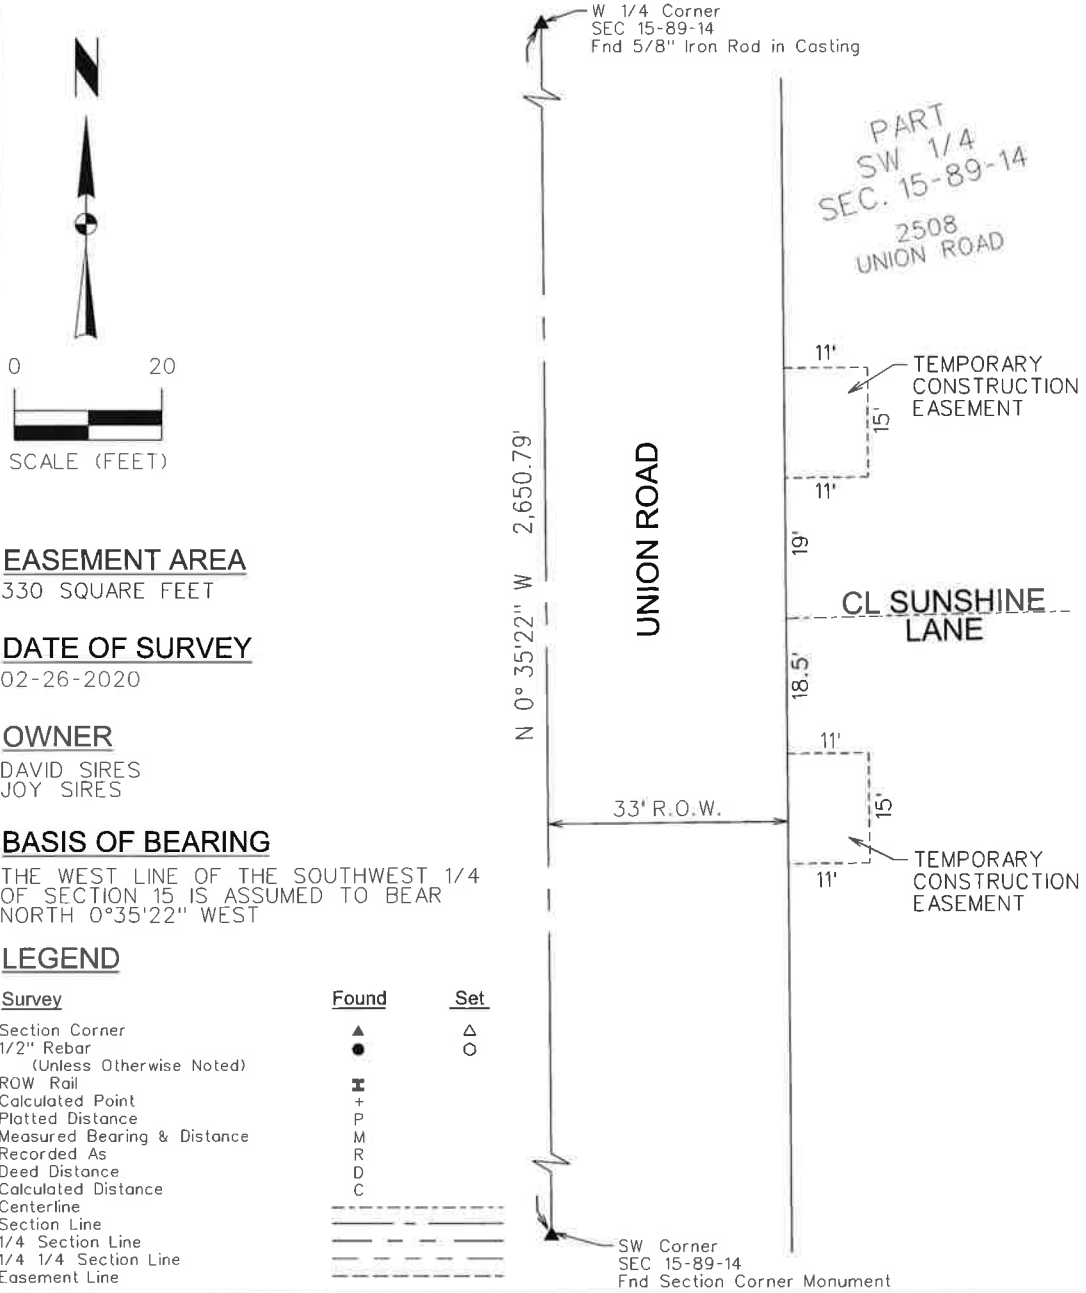 W 1/4 Corner
SEC 15-89-14
Fnd 5/8" Iron Rod in Casting
N
PART
SW 1/4
SEC. 15-89-14
2508
UNION ROAD
0 20
SCALE (FEET)
11'
TEMPORARY
CONSTRUCTION
EASEMENT
15'
11'
N 0° 35'22" W 2,650.79'
UNION ROAD
19'
CL SUNSHINE
LANE
18.5'
11'
33' R.O.W.
15'
11'
TEMPORARY
CONSTRUCTION
EASEMENT
EASEMENT AREA
330 SQUARE FEET
DATE OF SURVEY
02-26-2020
OWNER
DAVID SIRES
JOY SIRES
BASIS OF BEARING
THE WEST LINE OF THE SOUTHWEST 1/4
OF SECTION 15 IS ASSUMED TO BEAR
NORTH 0°35'22" WEST
LEGEND
Survey Found Set
Section Corner
1/2" Rebar
(Unless Otherwise Noted)
ROW Rail
Calculated Point +
Platted Distance P
Measured Bearing & Distance M
Recorded As R
Deed Distance D
Calculated Distance C
Centerline
Section Line
1/4 Section Line
1/4 1/4 Section Line
Easement Line
SW Corner
SEC 15-89-14
Fnd Section Corner Monument